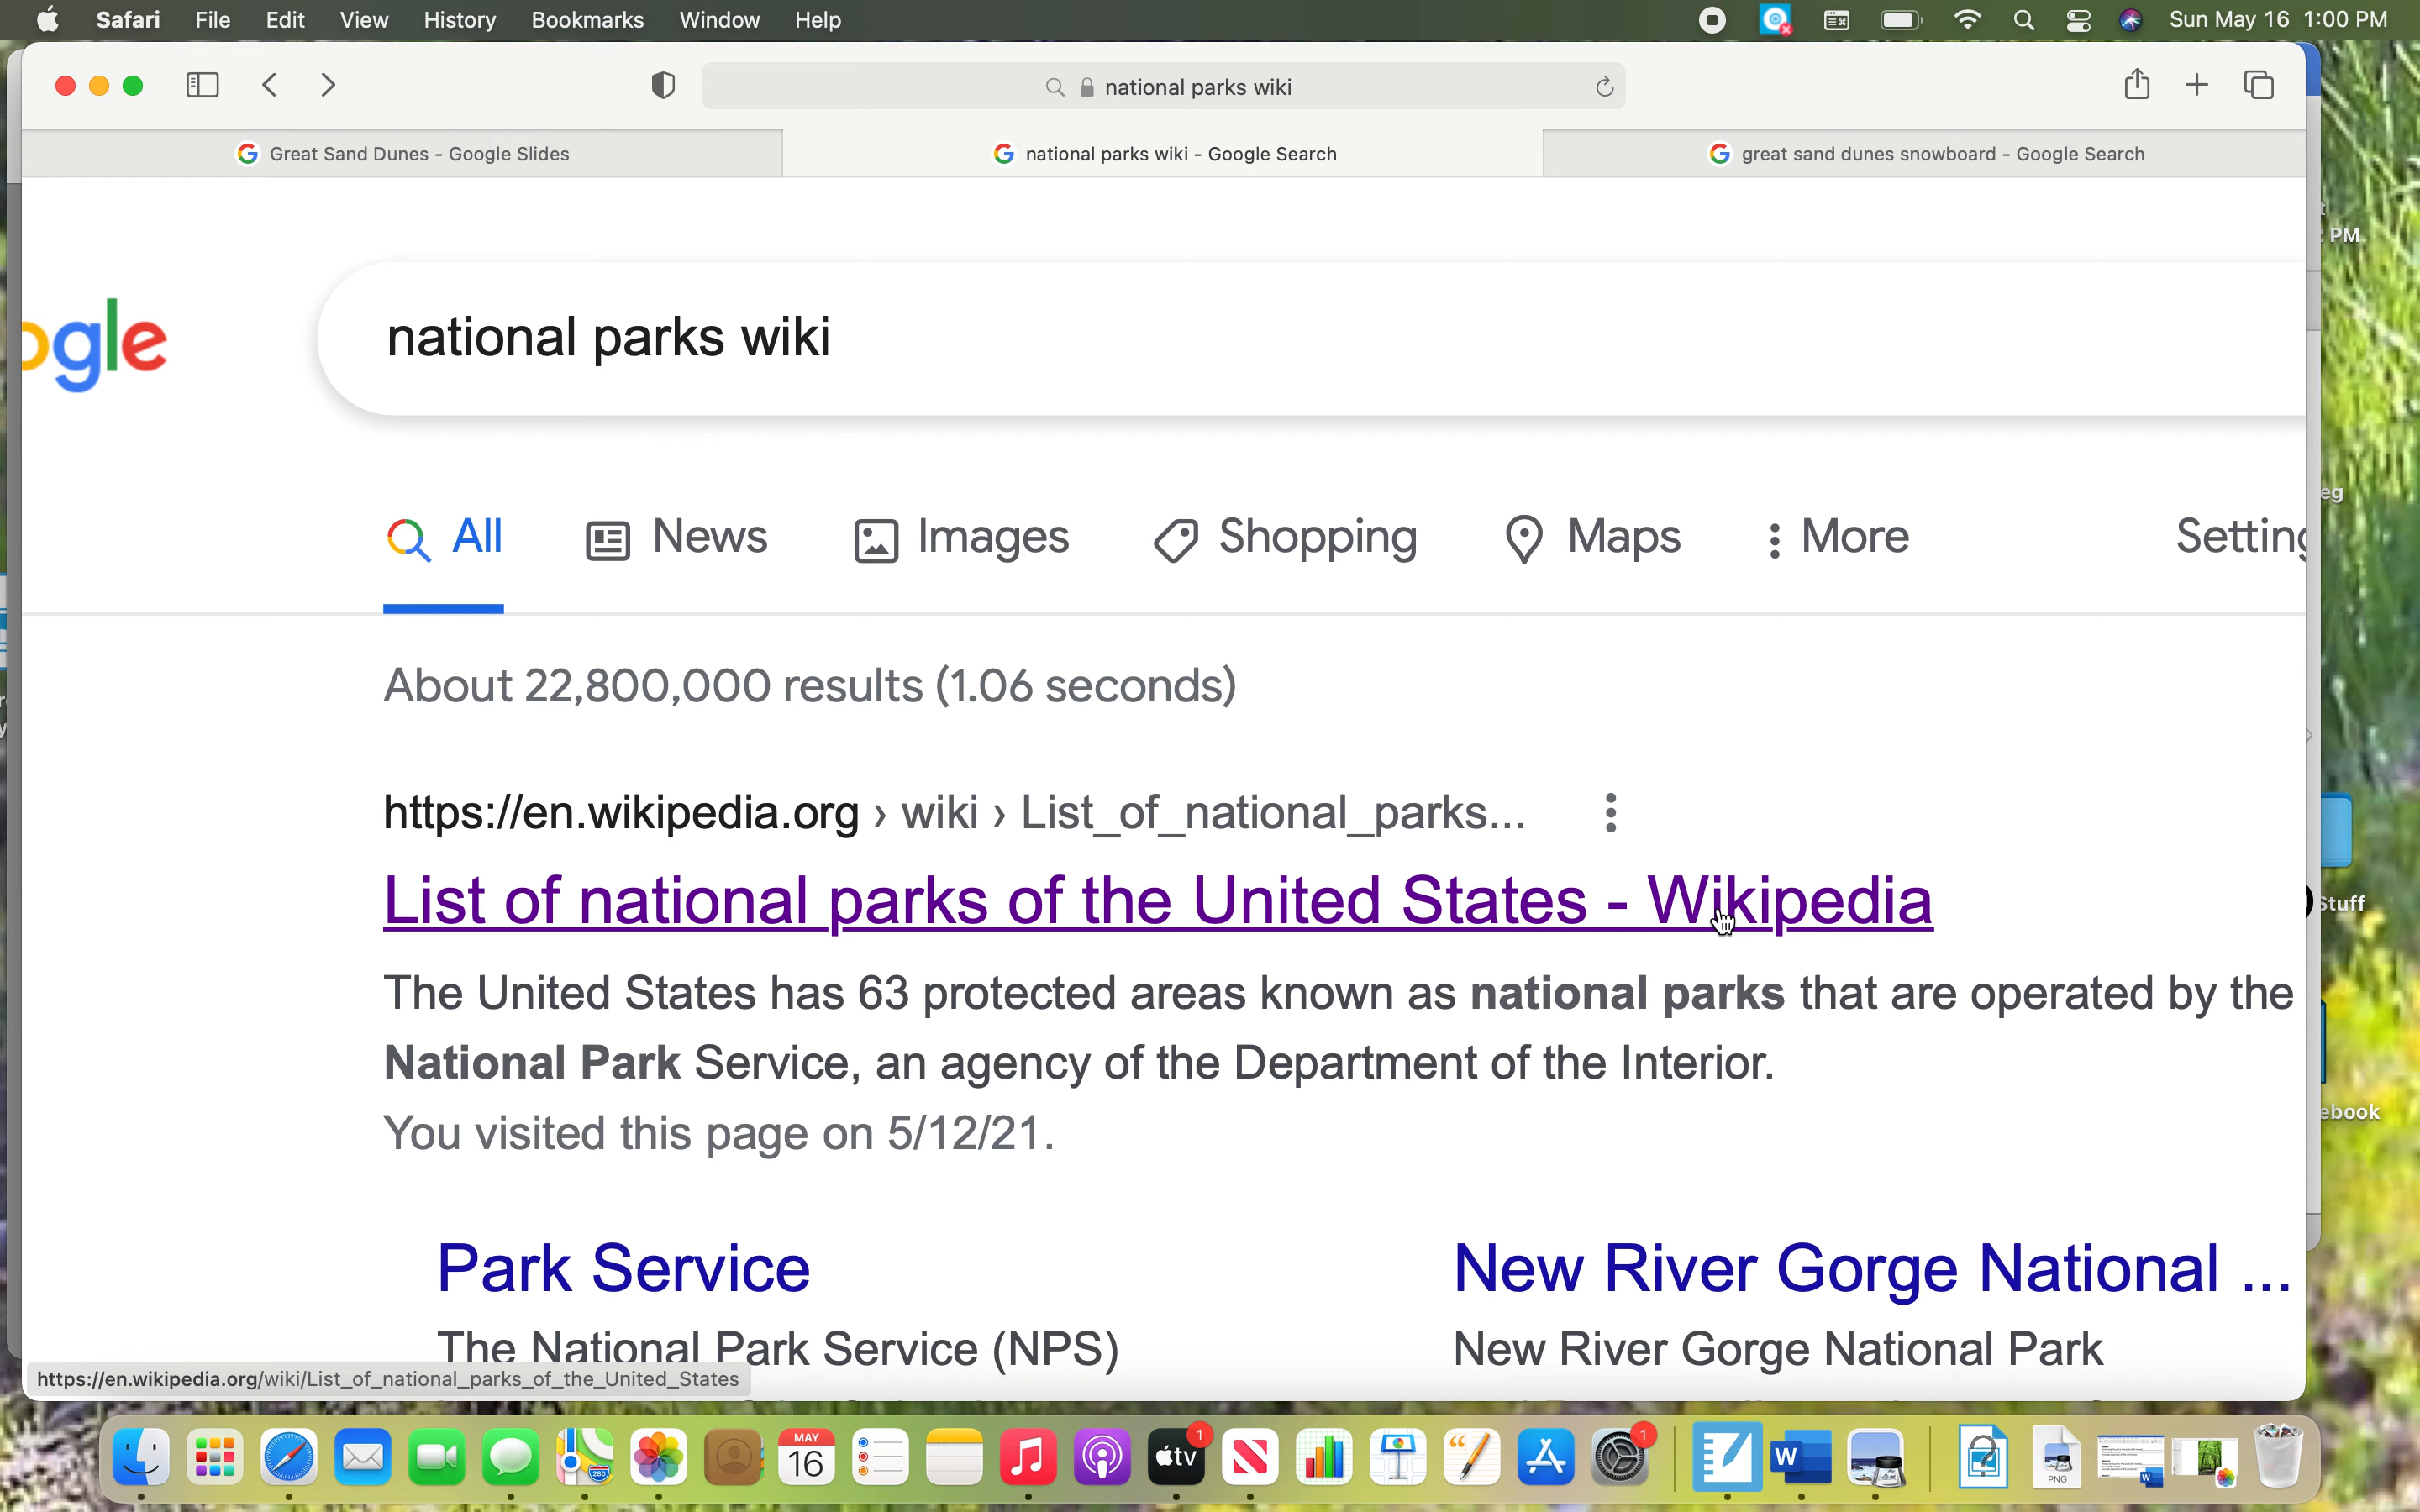 Safari File Edit View History Bookmarks Window Help Sun May 16 1:00 PM
national parks wiki
Great Sand Dunes - Google Slides
national parks wiki - Google Search
great sand dunes snowboard - Google Search
PM
ogle
national parks wiki
All News Images Shopping Maps More Setting
eg
About 22,800,000 results (1.06 seconds)
https://en.wikipedia.org › wiki › List_of_national_parks...
List of national parks of the United States - Wikipedia
Stuff
The United States has 63 protected areas known as national parks that are operated by the
National Park Service, an agency of the Department of the Interior.
ebook
You visited this page on 5/12/21.
Park Service
New River Gorge National ...
The National Park Service (NPS)
New River Gorge National Park
https://en.wikipedia.org/wiki/List_of_national_parks_of_the_United_States
MAY
16
280
tv
1
1
W
PNG
W